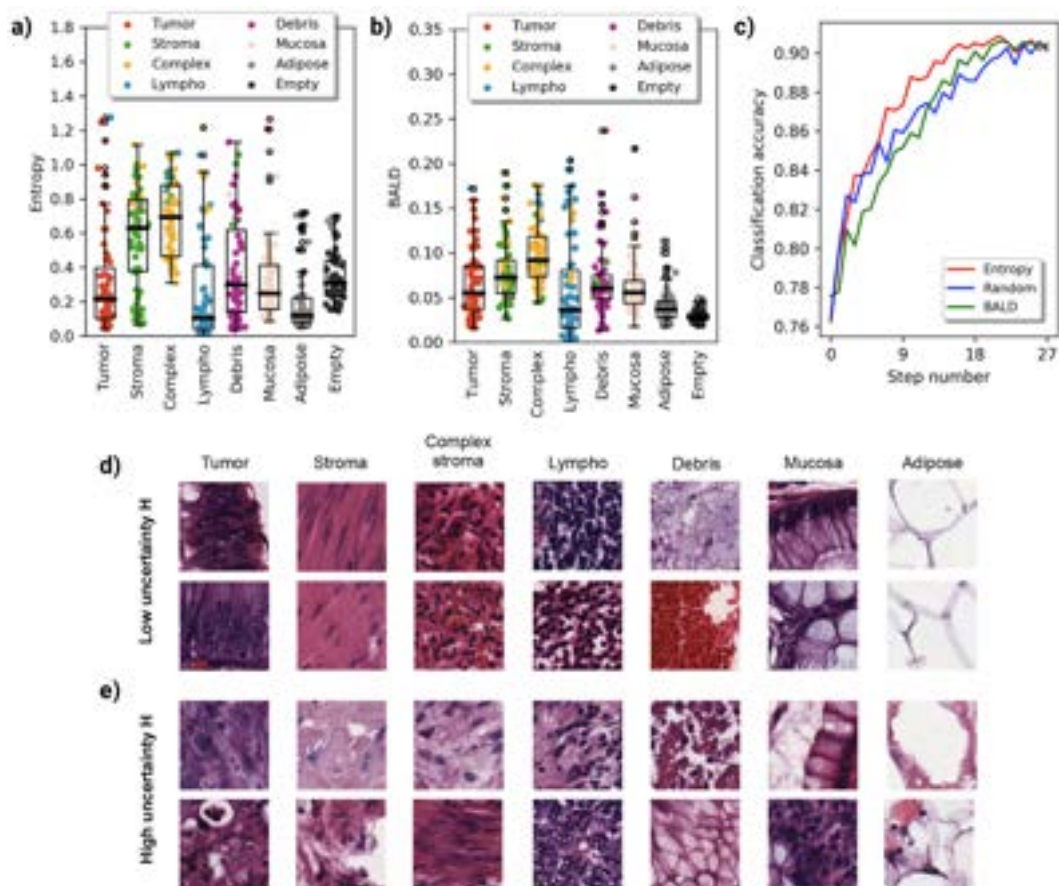 a)
1.8
1.6
1.4
1.2
1.0
0.8
0.6
0.4
0.2
0.0
Entropy
Tumor
Stroma
Complex
Lympho
Debris
Mucosa
Adipose
Empty
Tumor
Stroma
Complex
Lympho
Debris
Mucosa
Adipose
Empty
b)
0.35
0.30
0.25
0.20
0.15
0.10
0.05
0.00
BALD
Tumor
Stroma
Complex
Lympho
Debris
Mucosa
Adipose
Empty
Tumor
Stroma
Complex
Lympho
Debris
Mucosa
Adipose
Empty
c)
0.90
0.88
0.86
0.84
0.82
0.80
0.78
0.76
Classification accuracy
Entropy
Random
BALD
0 9 18 27
Step number
d)
Tumor Stroma Complex stroma Lympho Debris Mucosa Adipose
Low uncertainty H
e)
High uncertainty H